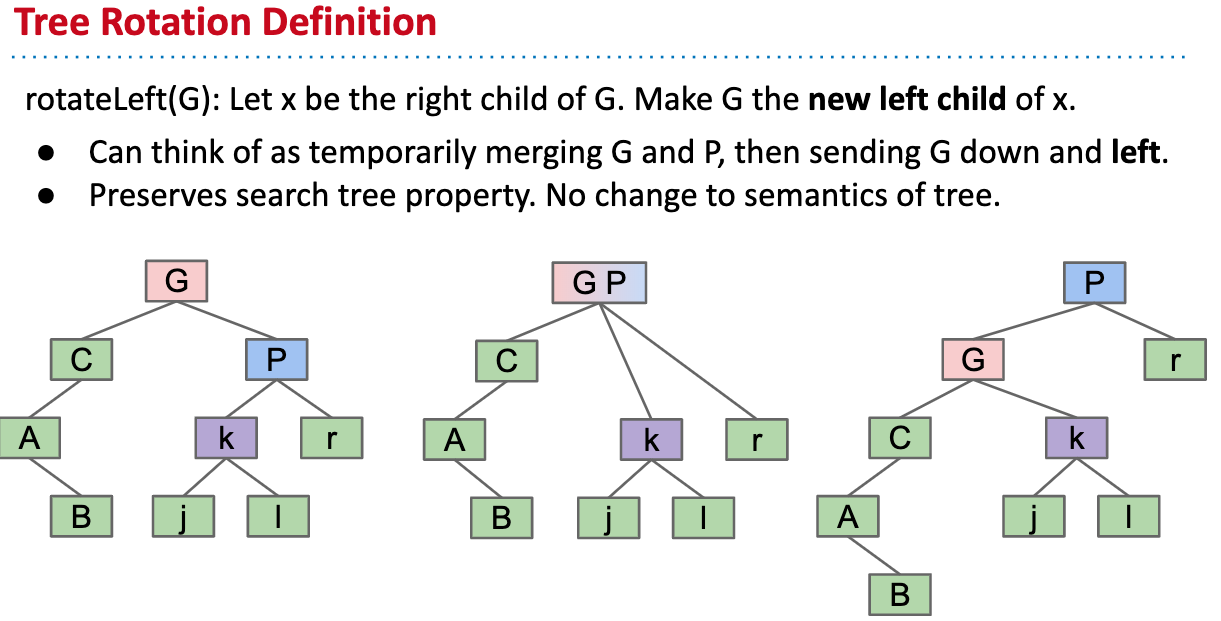 Tree Rotation Definition
rotateLeft(G): Let x be the right child of G. Make G the new left child of x.
● Can think of as temporarily merging G and P, then sending G down and left.
● Preserves search tree property. No change to semantics of tree.
G G P P
C P C G r
A k r A k r C k
B j l B j l A j l
B